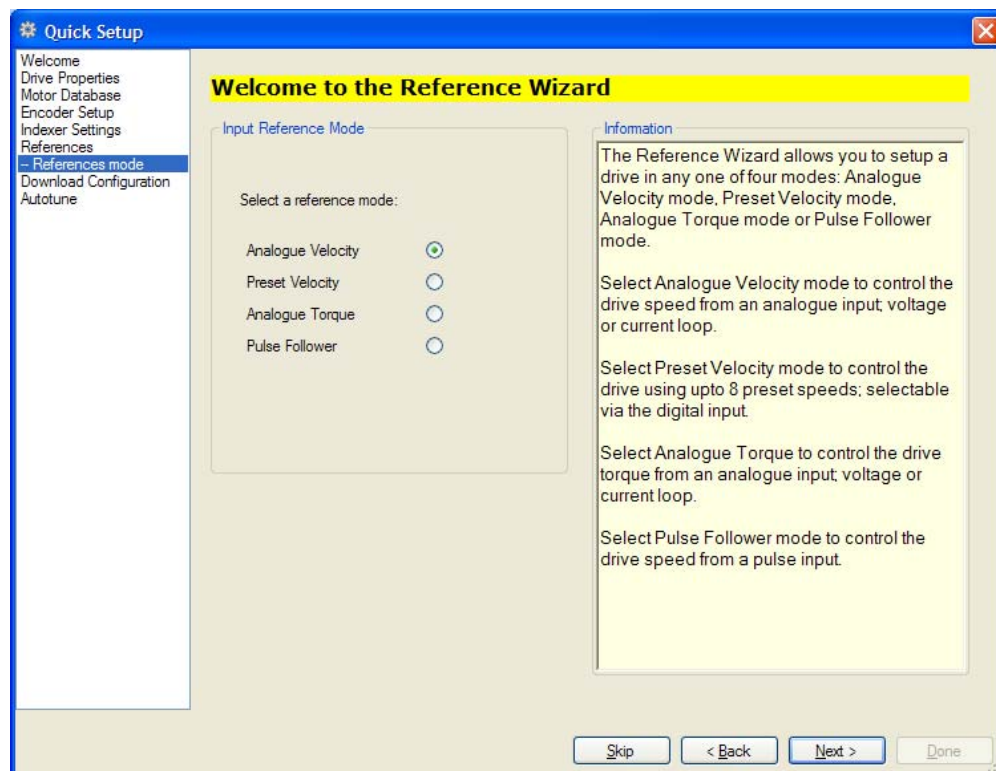 Quick Setup
Welcome
Drive Properties
Motor Database
Encoder Setup
Indexer Settings
References
-- References mode
Download Configuration
Autotune
Welcome to the Reference Wizard
Input Reference Mode
Select a reference mode:
Analogue Velocity
Preset Velocity
Analogue Torque
Pulse Follower
Information
The Reference Wizard allows you to setup a
drive in any one of four modes: Analogue
Velocity mode, Preset Velocity mode,
Analogue Torque mode or Pulse Follower
mode.
Select Analogue Velocity mode to control the
drive speed from an analogue input; voltage
or current loop.
Select Preset Velocity mode to control the
drive using upto 8 preset speeds; selectable
via the digital input.
Select Analogue Torque to control the drive
torque from an analogue input; voltage or
current loop.
Select Pulse Follower mode to control the
drive speed from a pulse input.
Skip
< Back
Next >
Done